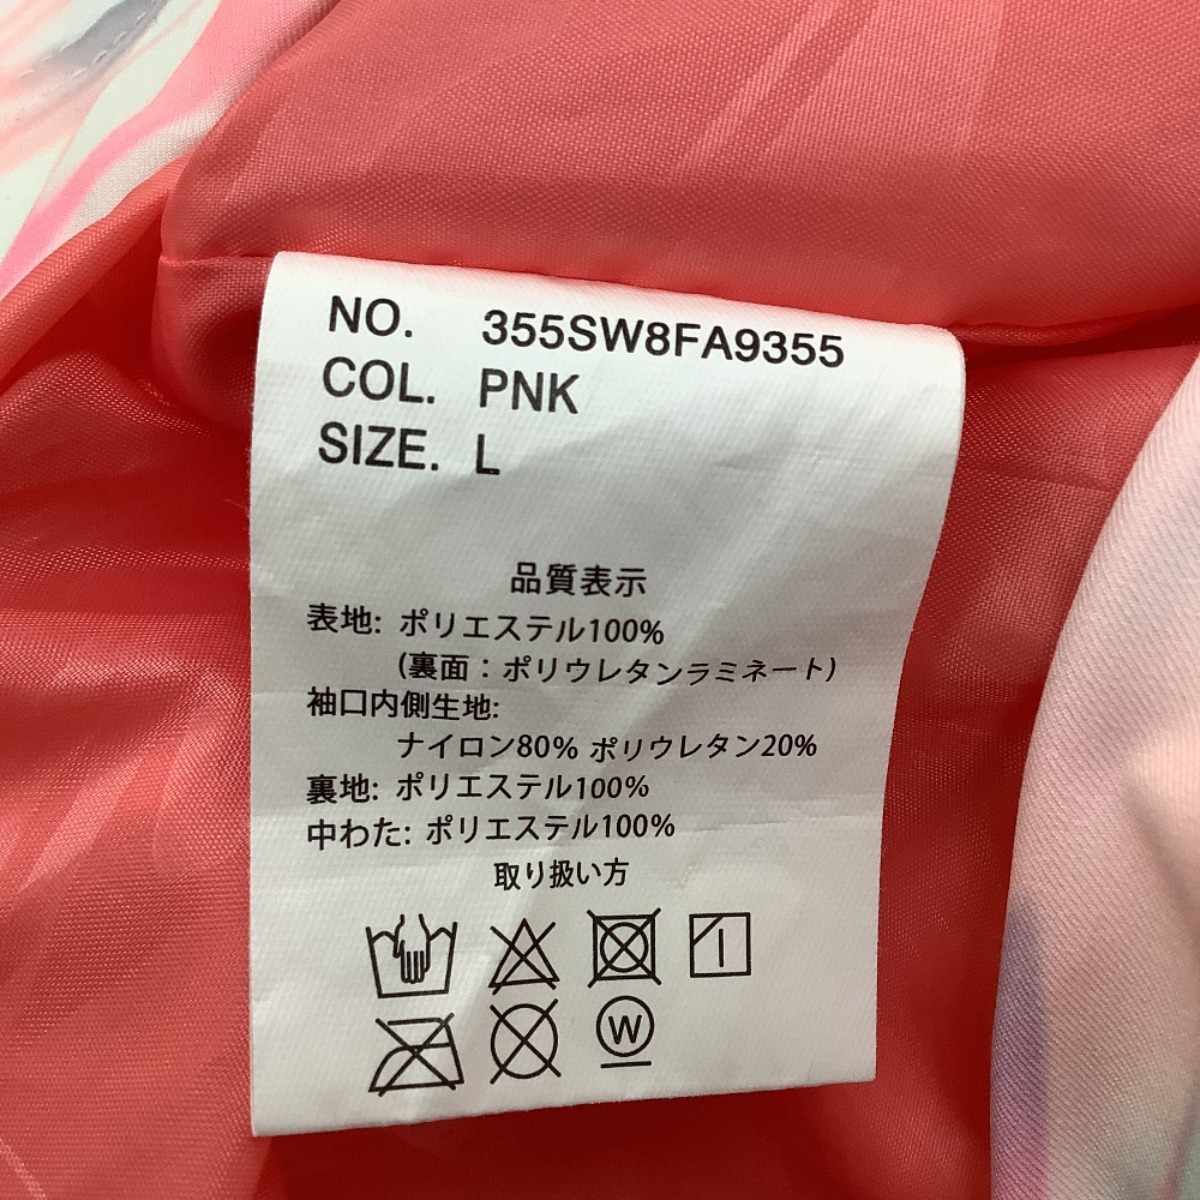 NO. 355SW8FA9355
COL. PNK
SIZE. L
品質表示
表地: ポリエステル100%
(裏面：ポリウレタンラミネート)
袖口内側生地:
ナイロン80% ポリウレタン20%
裏地: ポリエステル100%
中わた: ポリエステル100%
取り扱い方
W